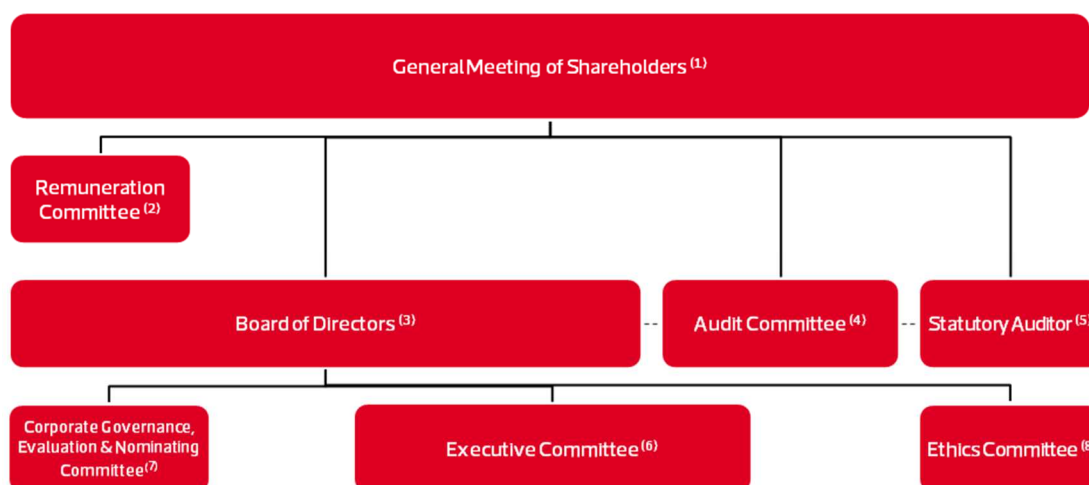 General Meeting of Shareholders (1)
Remuneration
Committee (2)
Board of Directors (3)
Audit Committee (4)
Statutory Auditor (5)
Corporate Governance,
Evaluation & Nominating
Committee(7)
Executive Committee(6)
Ethics Committee (8